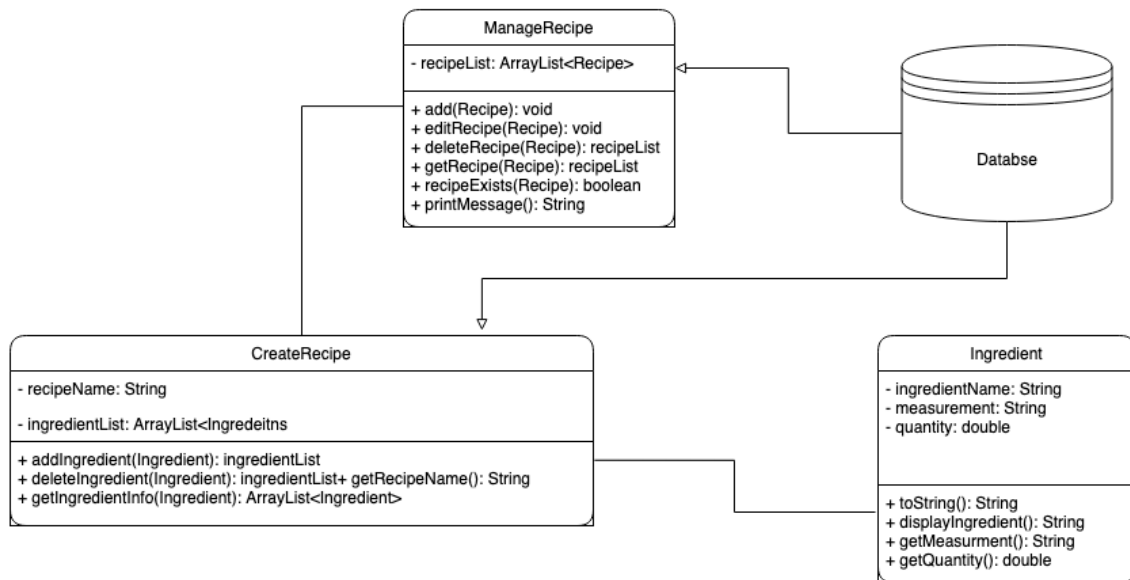 ManageRecipe
- recipeList: ArrayList<Recipe>
+ add(Recipe): void
+ editRecipe(Recipe): void
+ deleteRecipe(Recipe): recipeList
+ getRecipe(Recipe): recipeList
+ recipeExists(Recipe): boolean
+ printMessage(): String
Databse
CreateRecipe
- recipeName: String
- ingredientList: ArrayList<Ingredeitns
+ addIngredient(Ingredient): ingredientList
+ deleteIngredient(Ingredient): ingredientList+ getRecipeName(): String
+ getIngredientInfo(Ingredient): ArrayList<Ingredient>
Ingredient
- ingredientName: String
- measurement: String
- quantity: double
+ toString(): String
+ displayIngredient(): String
+ getMeasurment(): String
+ getQuantity(): double